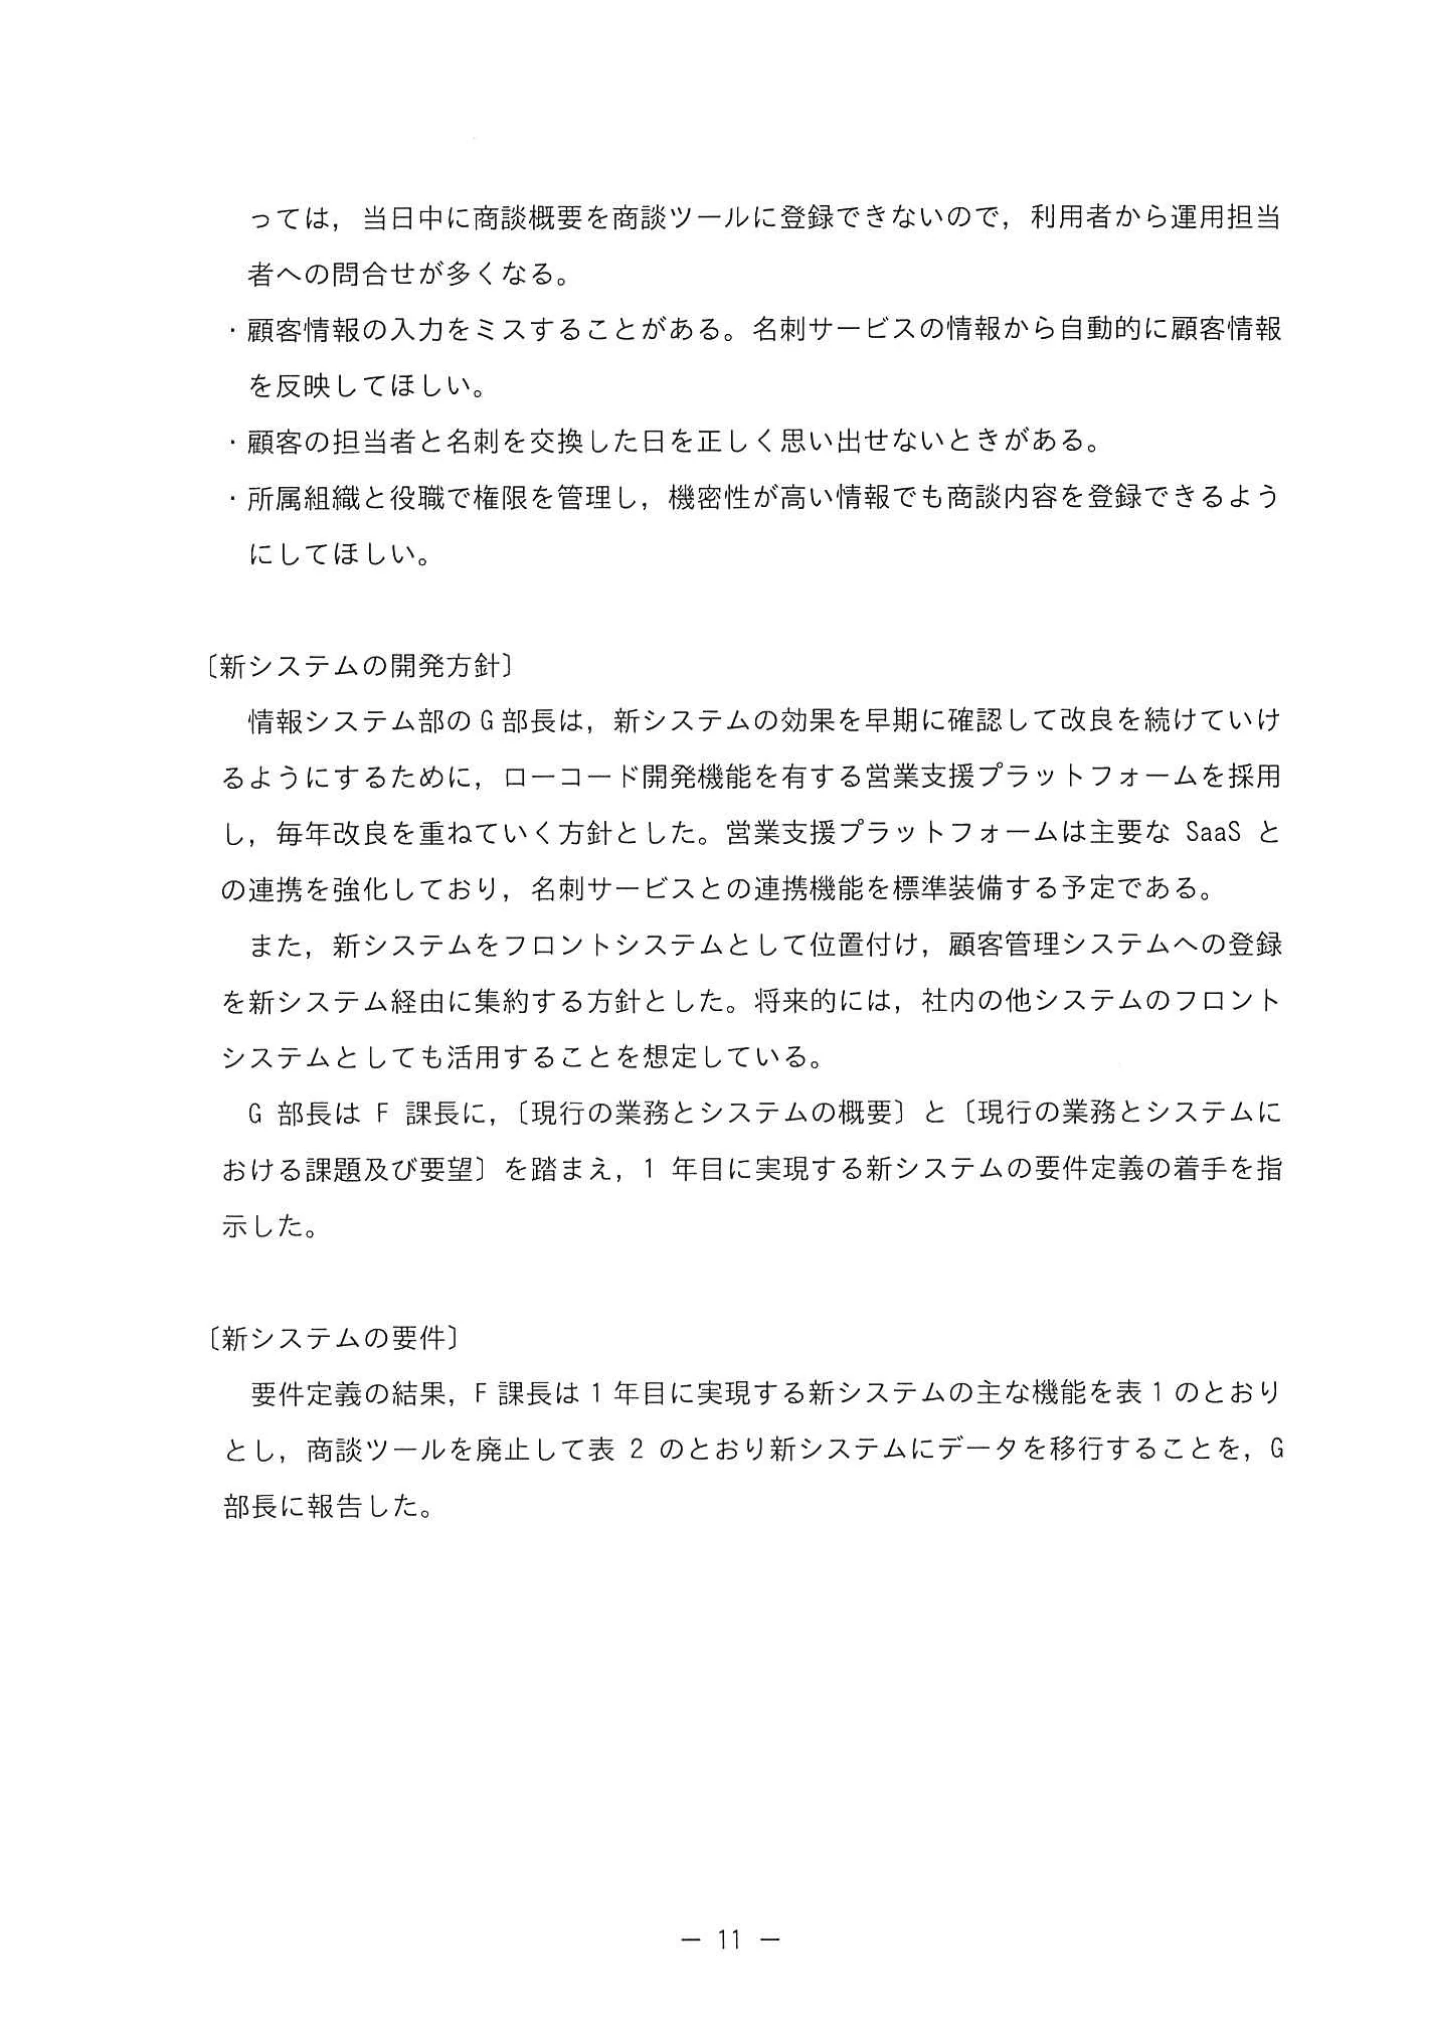 っては，当日中に商談概要を商談ツールに登録できないので，利用者から運用担当
者への問合せが多くなる。
・顧客情報の入力をミスすることがある。名刺サービスの情報から自動的に顧客情報
を反映してほしい。
・顧客の担当者と名刺を交換した日を正しく思い出せないときがある。
・所属組織と役職で権限を管理し，機密性が高い情報でも商談内容を登録できるよう
にしてほしい。
〔新システムの開発方針〕
情報システム部の G 部長は，新システムの効果を早期に確認して改良を続けていけ
るようにするために，ローコード開発機能を有する営業支援プラットフォームを採用
し，毎年改良を重ねていく方針とした。営業支援プラットフォームは主要な SaaS と
の連携を強化しており，名刺サービスとの連携機能を標準装備する予定である。
また，新システムをフロントシステムとして位置付け，顧客管理システムへの登録
を新システム経由に集約する方針とした。将来的には，社内の他システムのフロント
システムとしても活用することを想定している。
G 部長は F 課長に，〔現行の業務とシステムの概要〕と〔現行の業務とシステムに
おける課題及び要望〕を踏まえ，1 年目に実現する新システムの要件定義の着手を指
示した。
〔新システムの要件〕
要件定義の結果，F 課長は 1 年目に実現する新システムの主な機能を表 1 のとおり
とし，商談ツールを廃止して表 2 のとおり新システムにデータを移行することを，G
部長に報告した。
－ 11 －